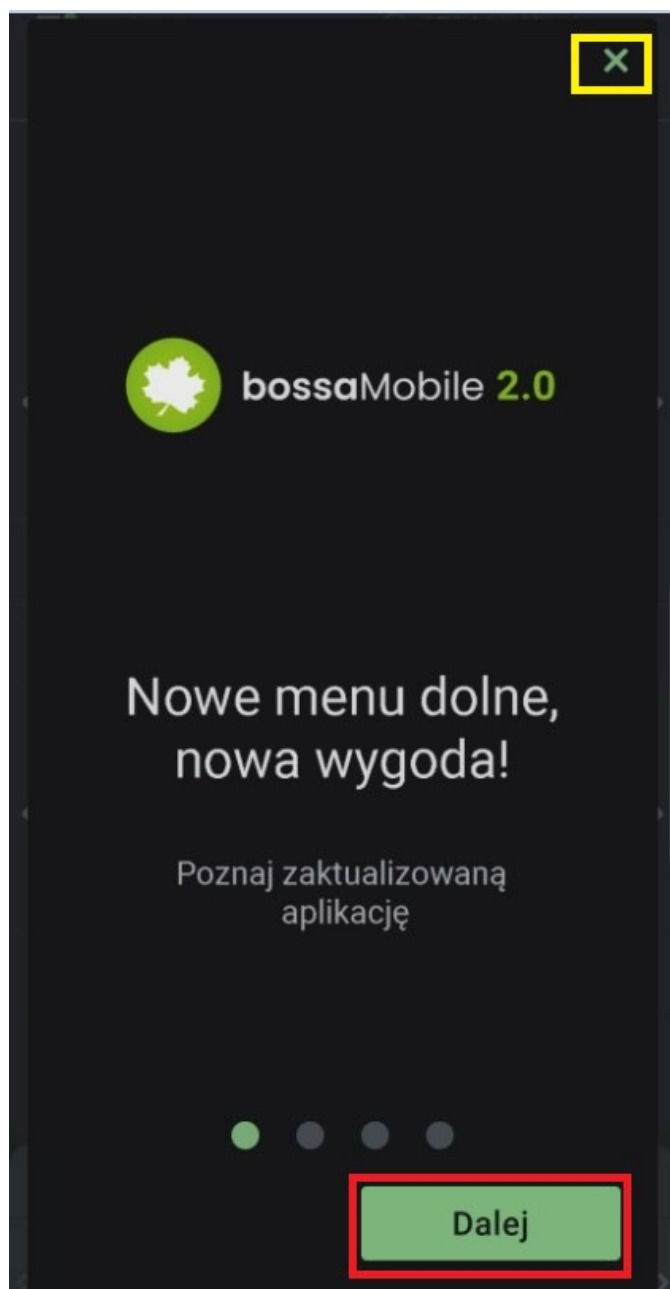 bossaMobile 2.0
Nowe menu dolne,
nowa wygoda!
Poznaj zaktualizowaną
aplikację
Dalej